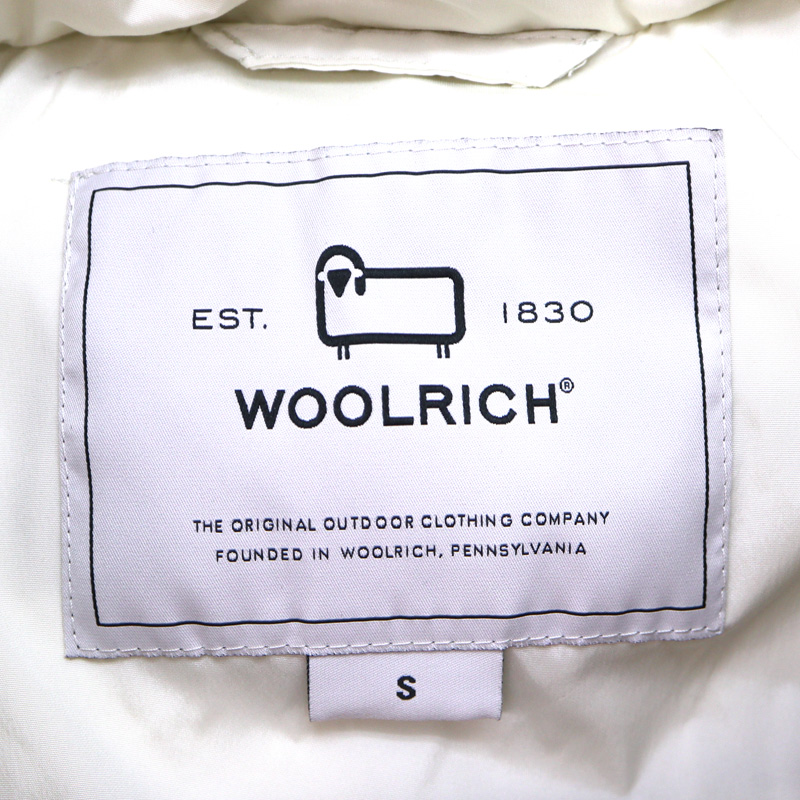 EST. 1830
WOOLRICH®
THE ORIGINAL OUTDOOR CLOTHING COMPANY
FOUNDED IN WOOLRICH, PENNSYLVANIA
S